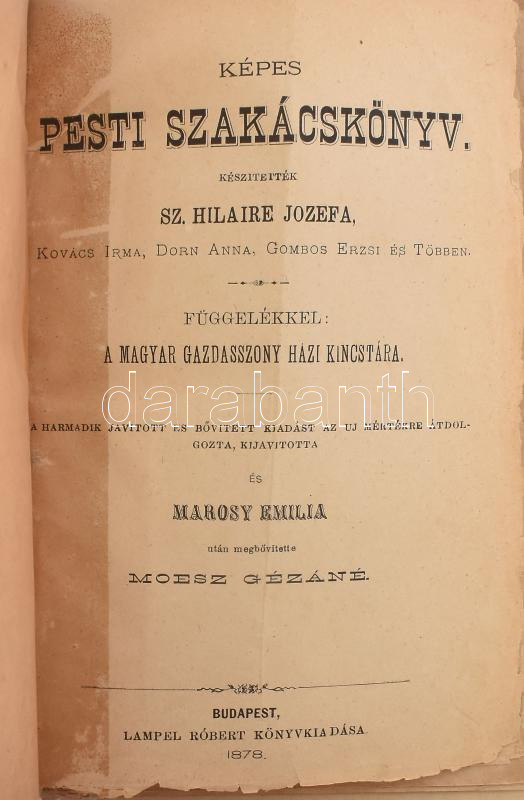 KÉPES
PESTI SZAKÁCSKÖNYV.
KÉSZITETTÉK
SZ. HILAIRE JOZEFA,
KOVÁCS IRMA, DORN ANNA, GOMBOS ERZSI ÉS TÖBBEN.
FÜGGELÉKKEL:
A MAGYAR GAZDASSZONY HÁZI KINCSTÁRA.
darabanth
A HARMADIK JAVITOTT ÉS BŐVITETT KIADÁST AZ UJ MÉRTÉKRE ÁTDOL-
GOZTA, KIJAVITOTTA
ÉS
MAROSY EMILIA
után megbővitette
MOESZ GÉZÁNÉ.
BUDAPEST,
LAMPEL RÓBERT KÖNYVKIADÁSA.
1878.